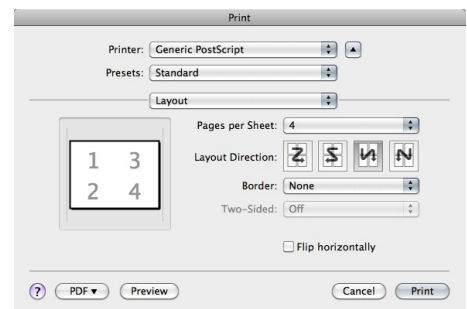 Print
Printer: Generic PostScript
Presets: Standard
Layout
Pages per Sheet: 4
1 3
2 4
Layout Direction:
Border: None
Two-Sided: Off
Flip horizontally
? PDF▼ Preview Cancel Print